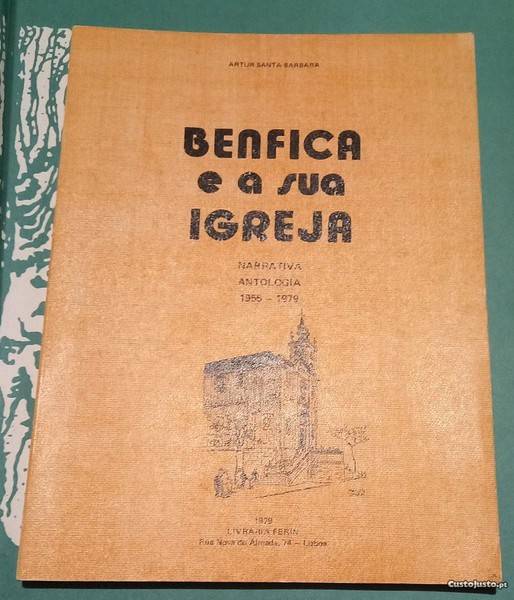 ARTUR SANTA BARBARA
BENFICA
e a sua
IGREJA
NARRATIVA
ANTOLOGIA
1955 - 1979
1979
LIVRARIA FERIN
Rua Nova do Almada, 74 - Lisboa
CustoJusto.pt